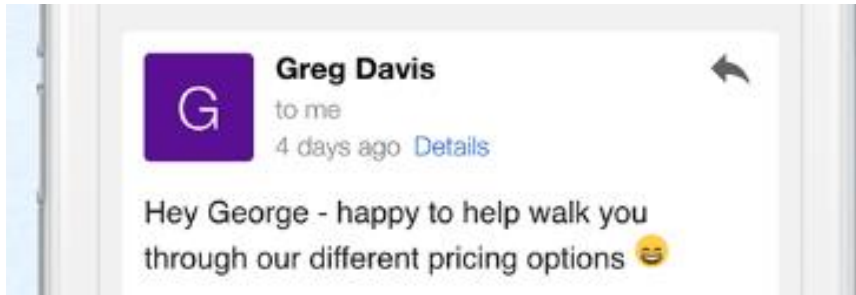 G
Greg Davis
to me
4 days ago Details
Hey George - happy to help walk you
through our different pricing options 😄